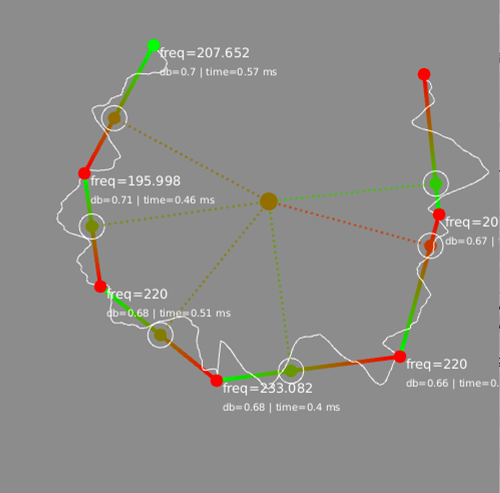 freq=207.652
db=0.7 | time=0.57 ms
freq=195.998
db=0.71 | time=0.46 ms
freq=20
db=0.67 |
freq=220
db=0.68 | time=0.51 ms
freq=220
db=0.66 | time=0.
freq=233.082
db=0.68 | time=0.4 ms